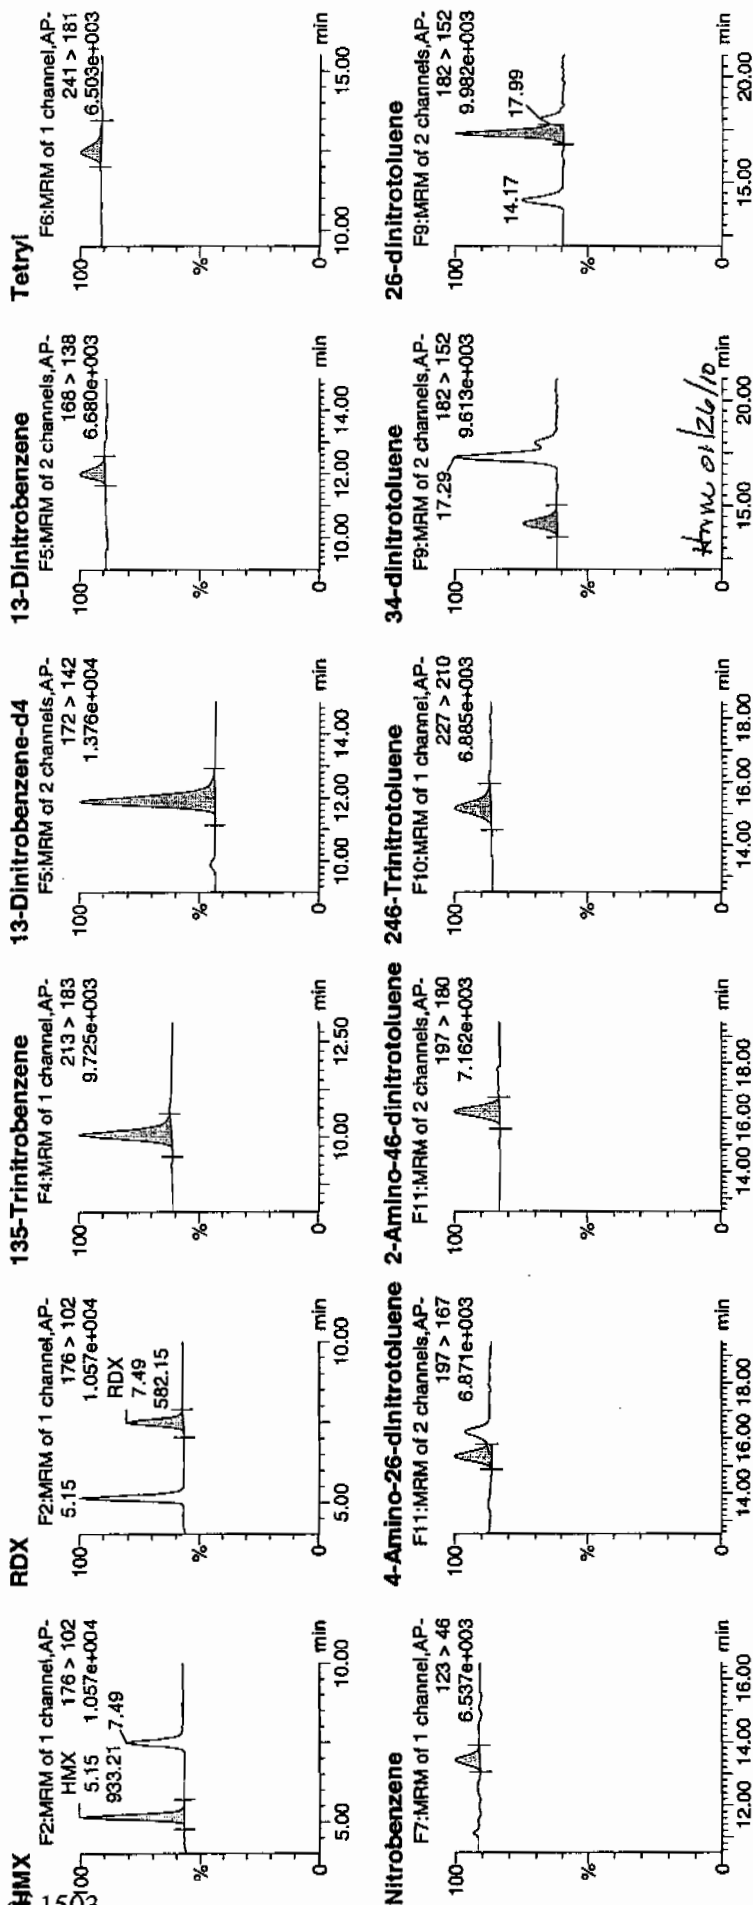 HMX
F2:MRM of 1 channel,AP-
HMX 176 > 102
5.15 1.057e+004
933.21
7.49
100
%
0
5.00 10.00 min
RDX
F2:MRM of 1 channel,AP-
5.15 176 > 102
1.057e+004
RDX
7.49
582.15
100
%
0
5.00 10.00 min
135-Trinitrobenzene
F4:MRM of 1 channel,AP-
213 > 183
9.725e+003
100
%
0
10.00 12.50 min
13-Dinitrobenzene-d4
F5:MRM of 2 channels,AP-
172 > 142
1.376e+004
100
%
0
10.00 12.00 14.00 min
13-Dinitrobenzene
F5:MRM of 2 channels,AP-
168 > 138
6.680e+003
100
%
0
10.00 12.00 14.00 min
Tetryl
F6:MRM of 1 channel,AP-
241 > 181
6.503e+003
100
%
0
10.00 15.00 min
Nitrobenzene
F7:MRM of 1 channel,AP-
123 > 46
6.537e+003
100
%
0
12.00 14.00 16.00 min
4-Amino-26-dinitrotoluene
F11:MRM of 2 channels,AP-
197 > 167
6.871e+003
100
%
0
14.00 16.00 18.00 min
2-Amino-46-dinitrotoluene
F11:MRM of 2 channels,AP-
197 > 180
7.162e+003
100
%
0
14.00 16.00 18.00 min
246-Trinitrotoluene
F10:MRM of 1 channel,AP-
227 > 210
6.885e+003
100
%
0
14.00 16.00 18.00 min
34-dinitrotoluene
F9:MRM of 2 channels,AP-
17.29 182 > 152
9.613e+003
100
%
0
15.00 20.00 min
01/26/10
26-dinitrotoluene
F9:MRM of 2 channels,AP-
182 > 152
9.982e+003
14.17
17.99
100
%
0
15.00 20.00 min